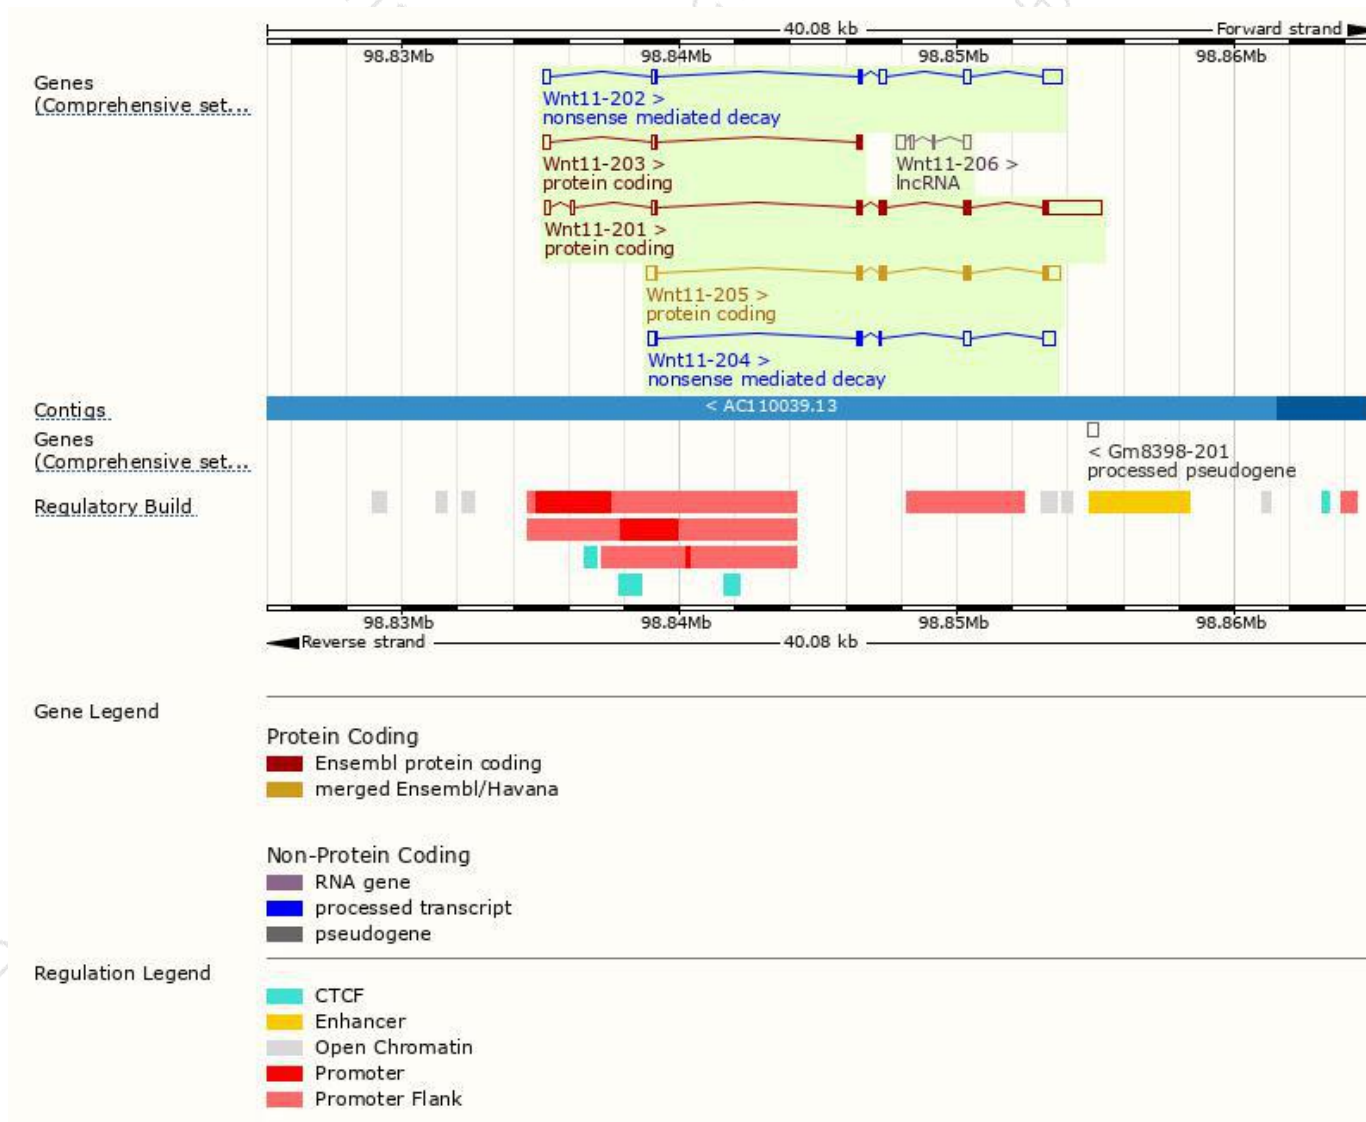 40.08 kb Forward strand
98.83Mb 98.84Mb 98.85Mb 98.86Mb
Genes
(Comprehensive set...
Wnt11-202 >
nonsense mediated decay
Wnt11-203 > Wnt11-206 >
protein coding lncRNA
Wnt11-201 >
protein coding
Wnt11-205 >
protein coding
Wnt11-204 >
nonsense mediated decay
Contigs < AC110039.13
Genes
(Comprehensive set...
< Gm8398-201
processed pseudogene
Regulatory Build
98.83Mb 98.84Mb 98.85Mb 98.86Mb
Reverse strand 40.08 kb
Gene Legend
Protein Coding
Ensembl protein coding
merged Ensembl/Havana
Non-Protein Coding
RNA gene
processed transcript
pseudogene
Regulation Legend
CTCF
Enhancer
Open Chromatin
Promoter
Promoter Flank